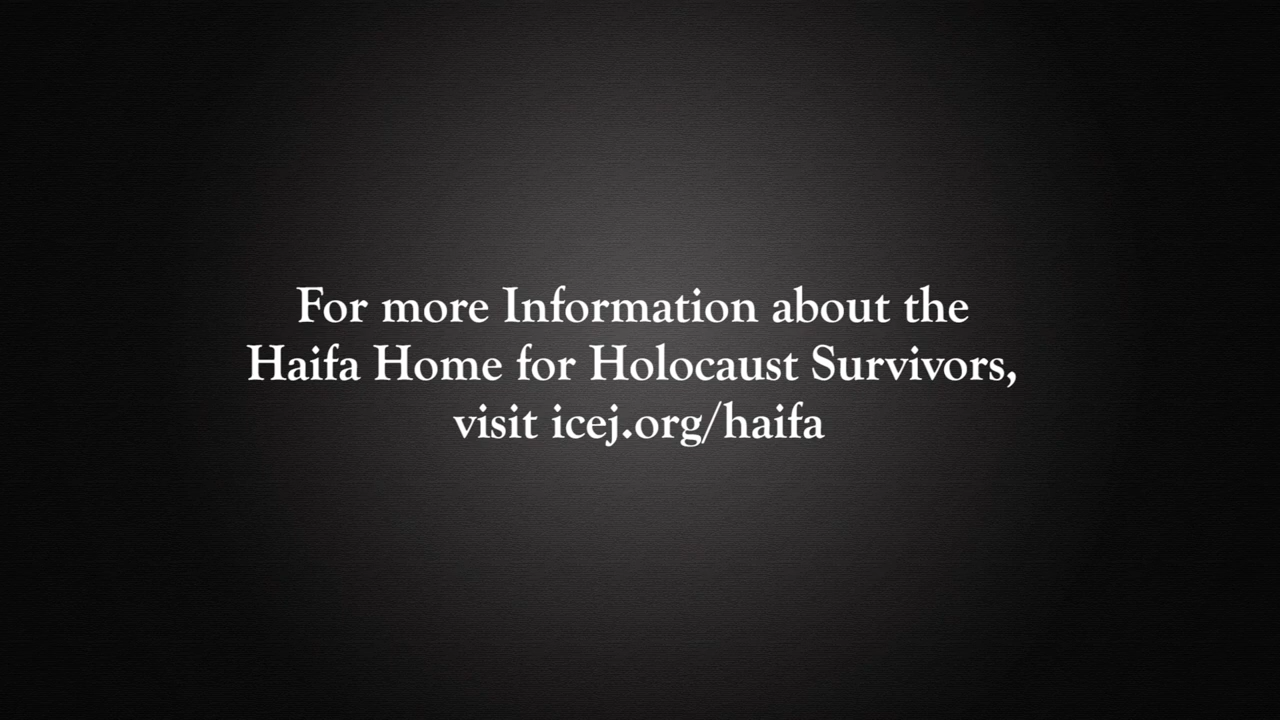 For more Information about the
Haifa Home for Holocaust Survivors,
visit icej.org/haifa